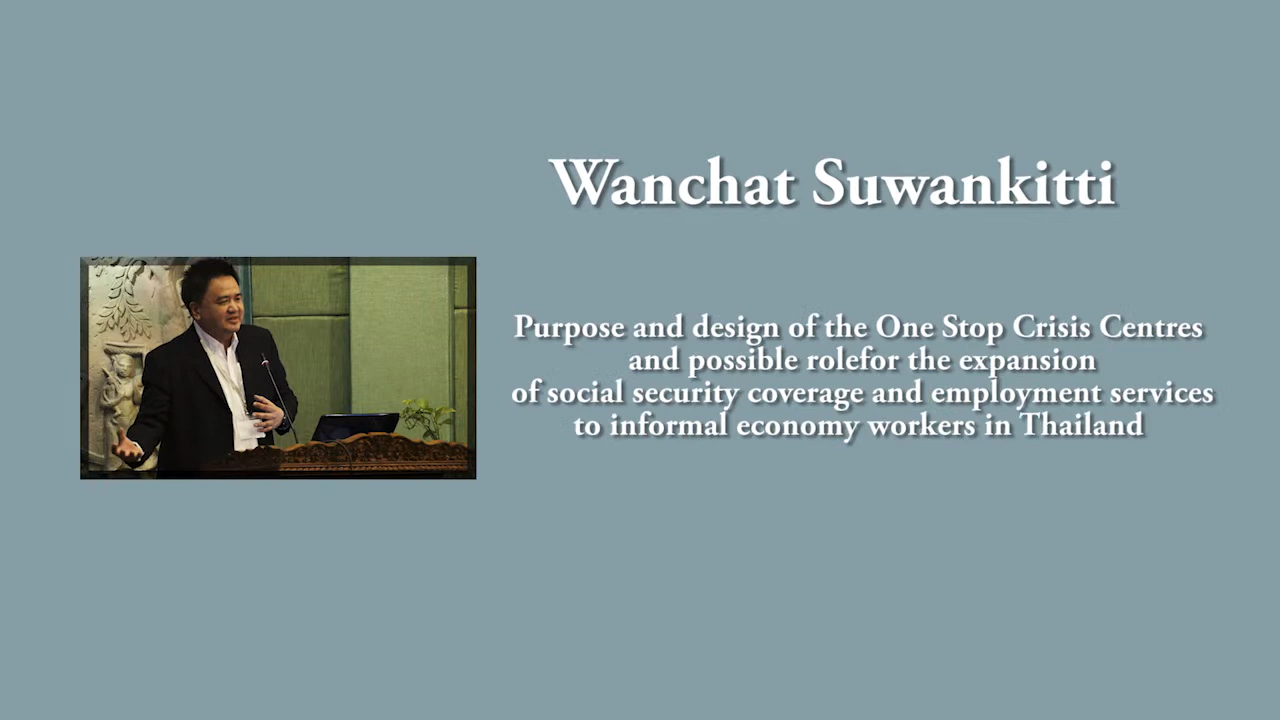 Wanchat Suwankitti
Purpose and design of the One Stop Crisis Centres
and possible rolefor the expansion
of social security coverage and employment services
to informal economy workers in Thailand